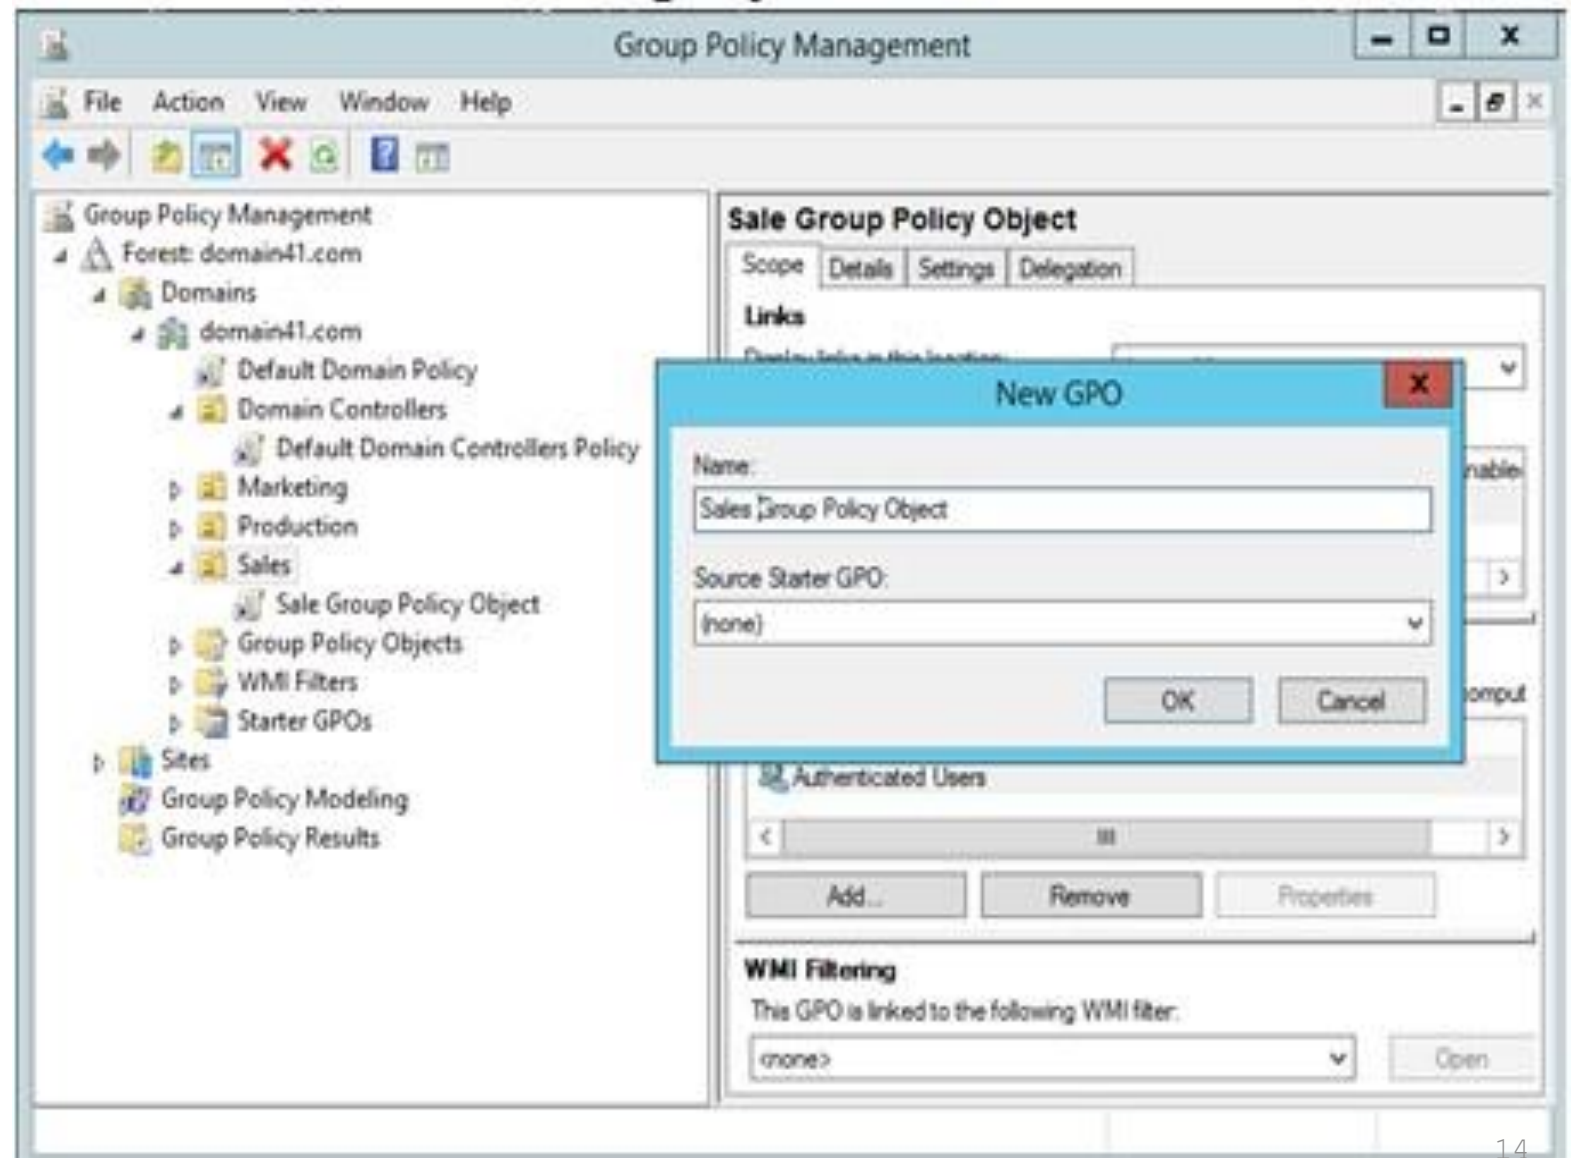 Group Policy Management
File Action View Window Help
Group Policy Management
Forest: domain41.com
Domains
domain41.com
Default Domain Policy
Domain Controllers
Default Domain Controllers Policy
Marketing
Production
Sales
Sale Group Policy Object
Group Policy Objects
WMI Filters
Starter GPOs
Sites
Group Policy Modeling
Group Policy Results
Sale Group Policy Object
Scope Details Settings Delegation
Links
New GPO
Name:
Sales Group Policy Object
Source Starter GPO:
(none)
OK Cancel
Authenticated Users
Add... Remove Properties
WMI Filtering
This GPO is linked to the following WMI filter:
<none>
Open
14